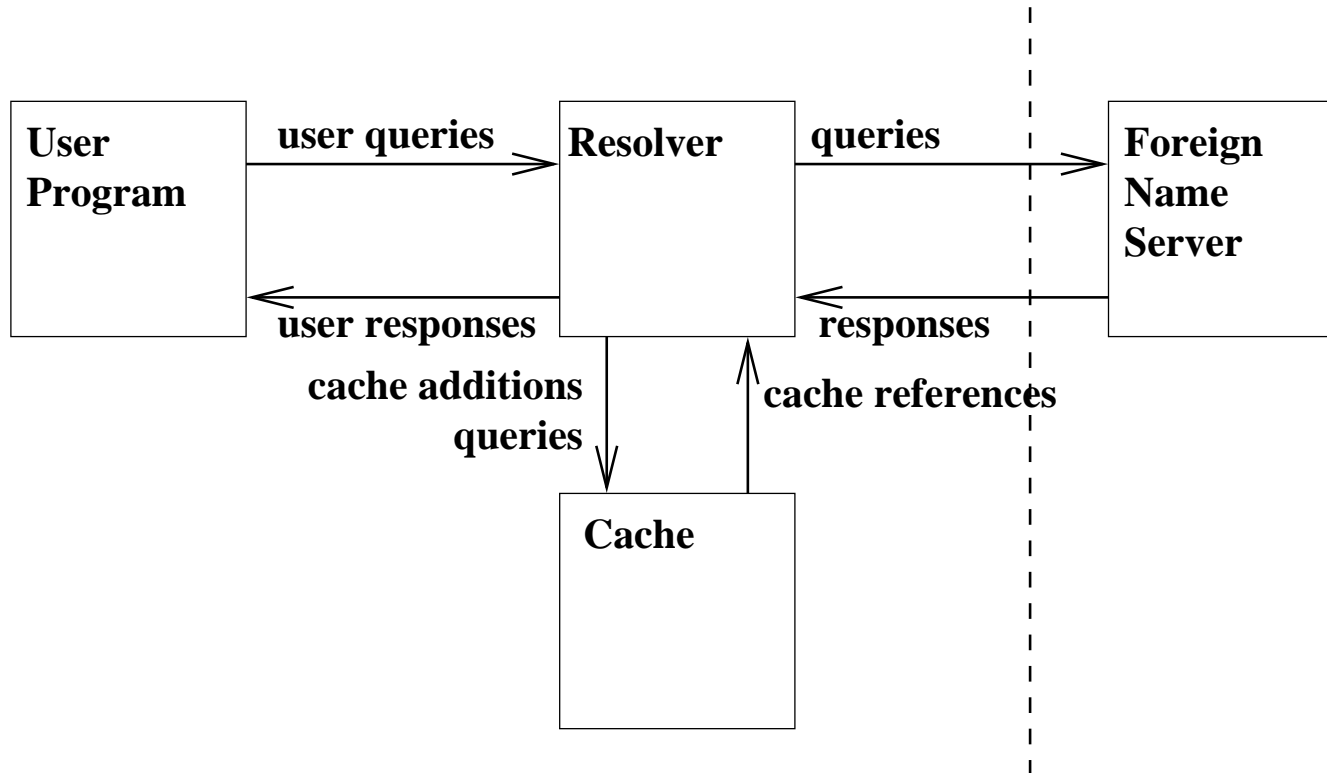 User
Program
user queries
Resolver
queries
Foreign
Name
Server
user responses
responses
cache additions
queries
cache references
Cache